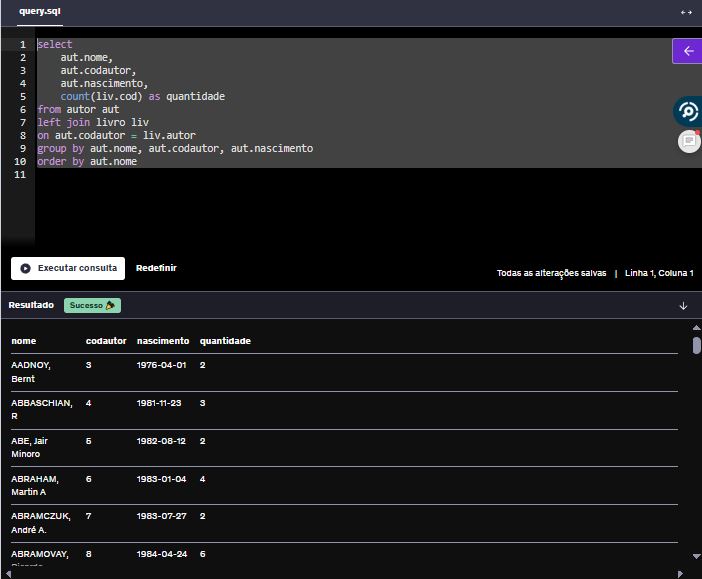 query.sql
1 select
2 aut.nome,
3 aut.codautor,
4 aut.nascimento,
5 count(liv.cod) as quantidade
6 from autor aut
7 left join livro liv
8 on aut.codautor = liv.autor
9 group by aut.nome, aut.codautor, aut.nascimento
10 order by aut.nome
11
Executar consulta Redefinir
Todas as alterações salvas | Linha 1, Coluna 1
Resultado Sucesso
nome codautor nascimento quantidade
AADNOY, 3 1976-04-01 2
Bernt
ABBASCHIAN, 4 1981-11-23 3
R
ABE, Jair 5 1982-08-12 2
Minoro
ABRAHAM, 6 1983-01-04 4
Martin A
ABRAMCZUK, 7 1983-07-27 2
André A.
ABRAMOVAY, 8 1984-04-24 6